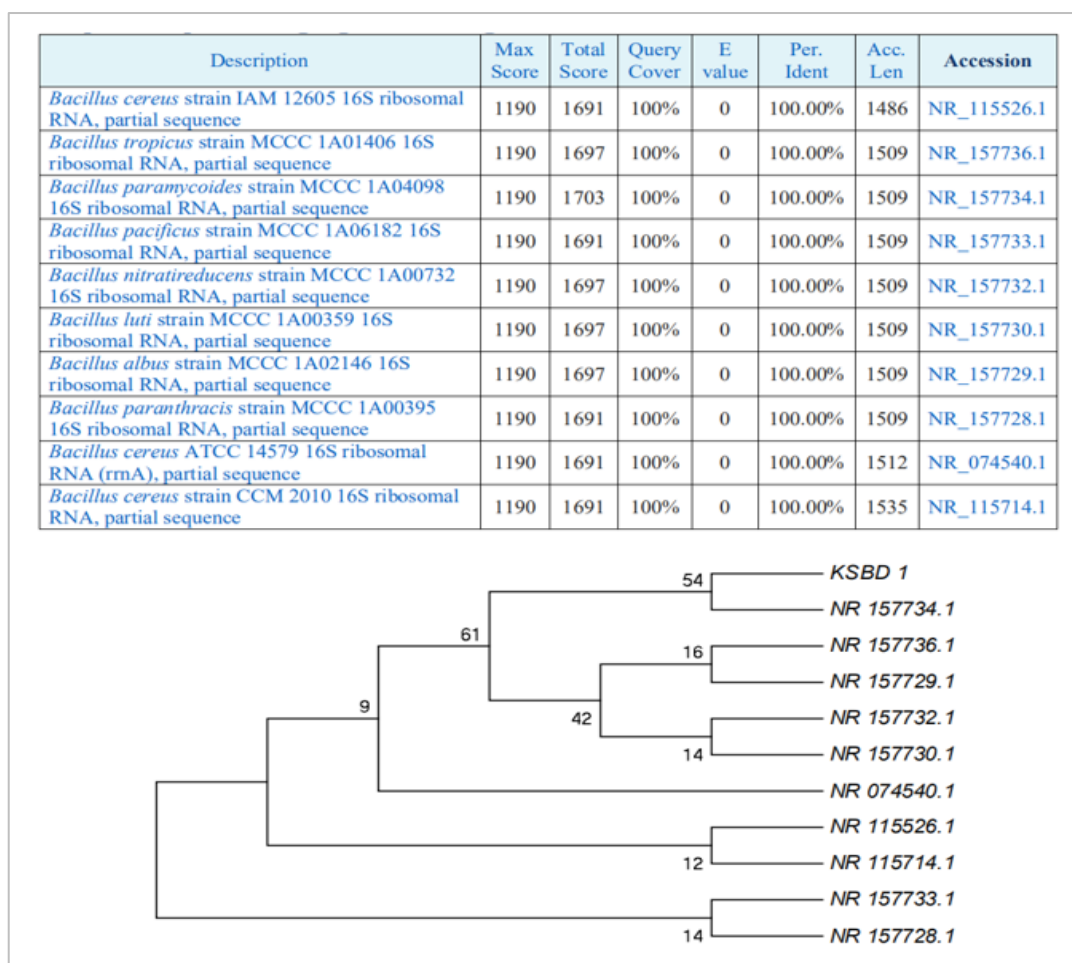 Description
Max Score
Total Score
Query Cover
E value
Per. Ident
Acc. Len
Accession
Bacillus cereus strain IAM 12605 16S ribosomal
RNA, partial sequence
1190 1691 100% 0 100.00% 1486 NR_115526.1
Bacillus tropicus strain MCCC 1A01406 16S
ribosomal RNA, partial sequence
1190 1697 100% 0 100.00% 1509 NR_157736.1
Bacillus paramycoides strain MCCC 1A04098
16S ribosomal RNA, partial sequence
1190 1703 100% 0 100.00% 1509 NR_157734.1
Bacillus pacificus strain MCCC 1A06182 16S
ribosomal RNA, partial sequence
1190 1691 100% 0 100.00% 1509 NR_157733.1
Bacillus nitratireducens strain MCCC 1A00732
16S ribosomal RNA, partial sequence
1190 1697 100% 0 100.00% 1509 NR_157732.1
Bacillus luti strain MCCC 1A00359 16S
ribosomal RNA, partial sequence
1190 1697 100% 0 100.00% 1509 NR_157730.1
Bacillus albus strain MCCC 1A02146 16S
ribosomal RNA, partial sequence
1190 1697 100% 0 100.00% 1509 NR_157729.1
Bacillus paranthracis strain MCCC 1A00395
16S ribosomal RNA, partial sequence
1190 1691 100% 0 100.00% 1509 NR_157728.1
Bacillus cereus ATCC 14579 16S ribosomal
RNA (rrnA), partial sequence
1190 1691 100% 0 100.00% 1512 NR_074540.1
Bacillus cereus strain CCM 2010 16S ribosomal
RNA, partial sequence
1190 1691 100% 0 100.00% 1535 NR_115714.1
54 KSBD 1
NR 157734.1
61
16 NR 157736.1
NR 157729.1
9
42
NR 157732.1
14 NR 157730.1
NR 074540.1
NR 115526.1
12 NR 115714.1
NR 157733.1
14 NR 157728.1